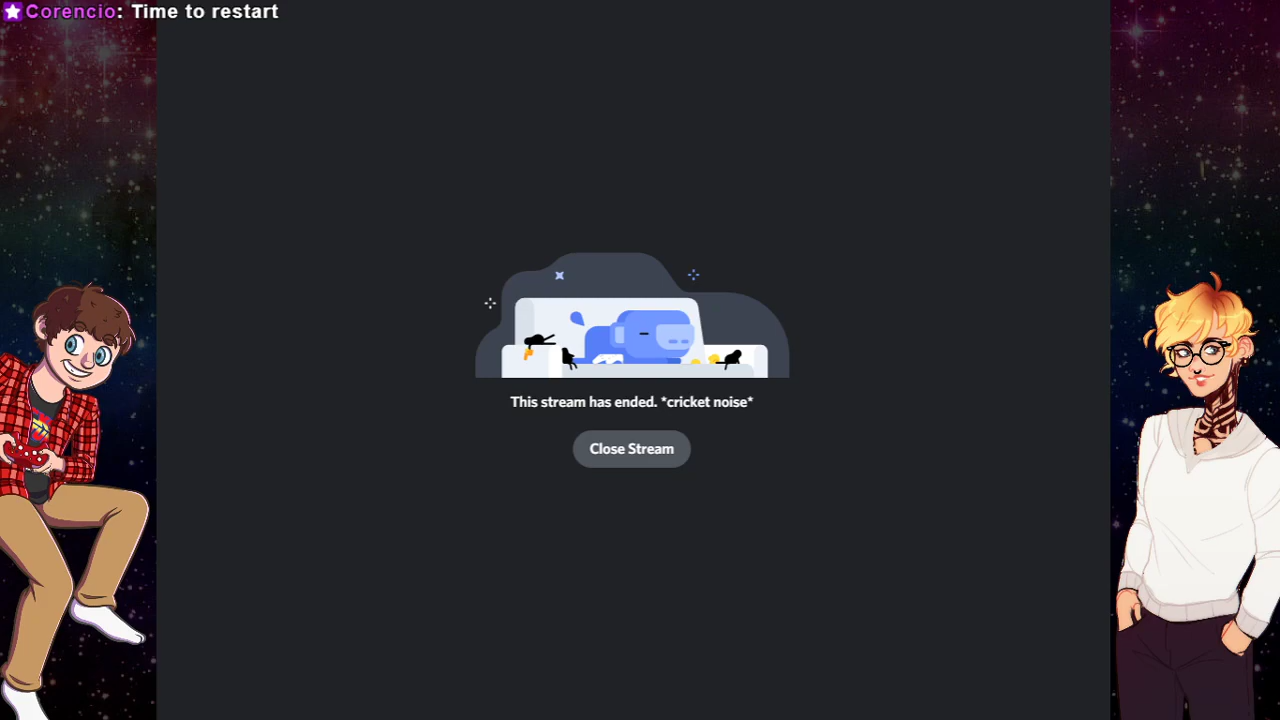 Corencio: Time to restart
This stream has ended. *cricket noise*
Close Stream